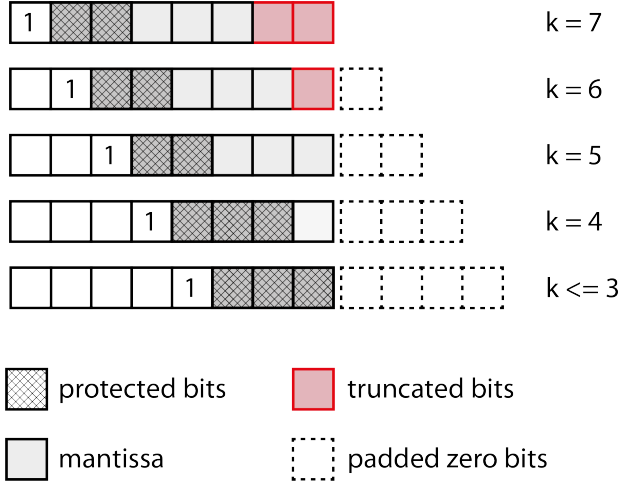 1 k = 7
1 k = 6
1 k = 5
1 k = 4
1 k <= 3
protected bits truncated bits
mantissa padded zero bits